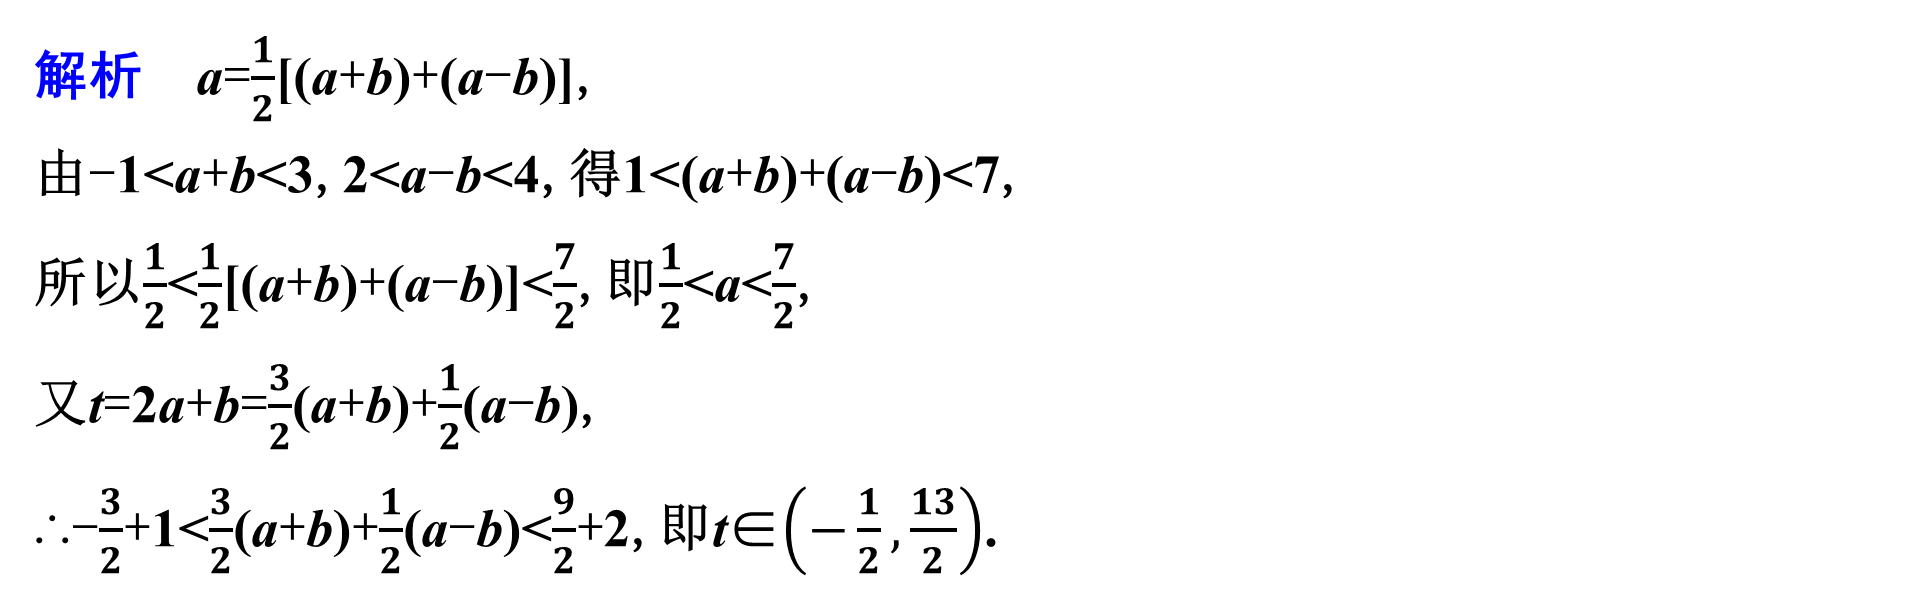 解析 a=1/2[(a+b)+(a−b)],
由−1<a+b<3, 2<a−b<4, 得1<(a+b)+(a−b)<7,
所以1/2<1/2[(a+b)+(a−b)]<7/2, 即1/2<a<7/2,
又t=2a+b=3/2(a+b)+1/2(a−b),
∴−3/2+1<3/2(a+b)+1/2(a−b)<9/2+2, 即t∈(−1/2, 13/2).